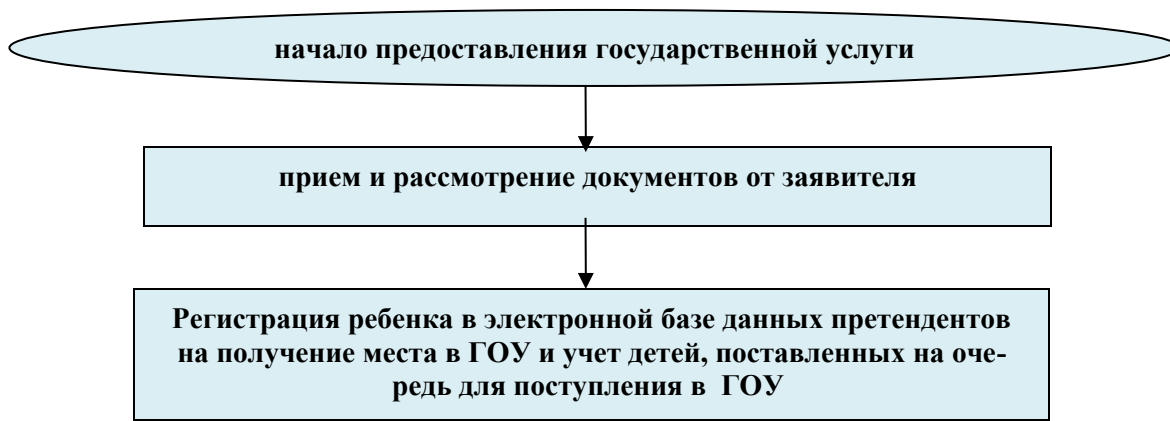 начало предоставления государственной услуги
прием и рассмотрение документов от заявителя
Регистрация ребенка в электронной базе данных претендентов
на получение места в ГОУ и учет детей, поставленных на оче-
редь для поступления в  ГОУ